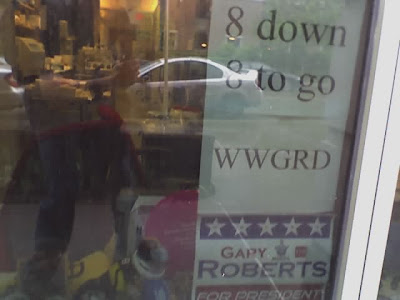 8 down
8 to go
WWGRD
GARY
ROBERTS
FOR PRESIDENT